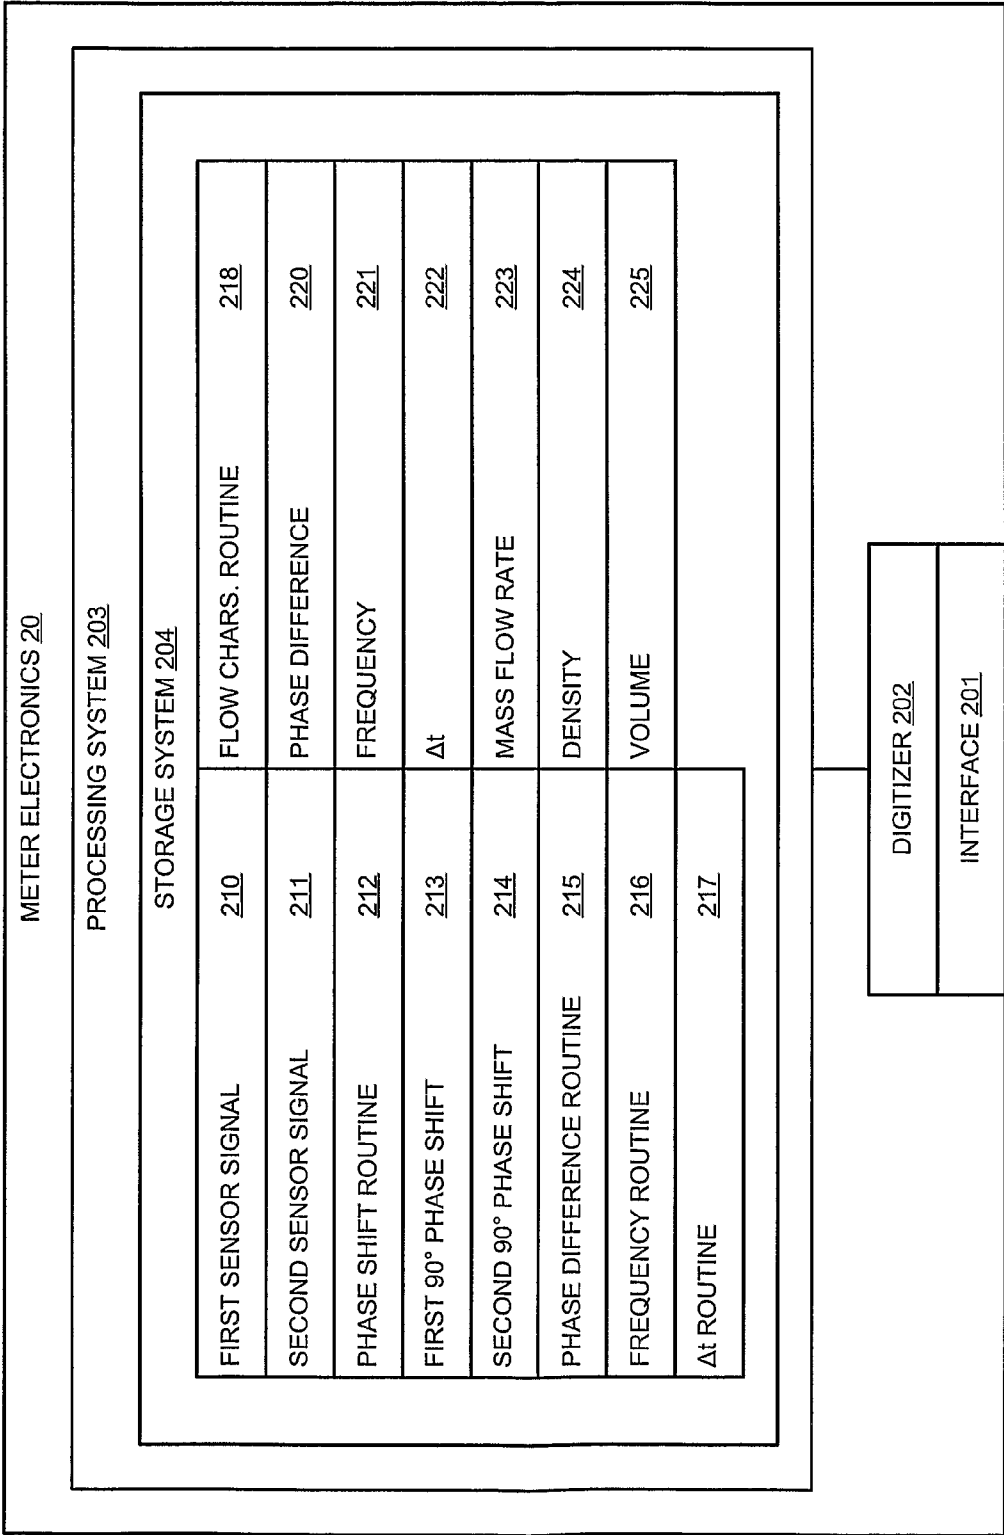 METER ELECTRONICS 20
PROCESSING SYSTEM 203
STORAGE SYSTEM 204
FIRST SENSOR SIGNAL 210
SECOND SENSOR SIGNAL 211
PHASE SHIFT ROUTINE 212
FIRST 90° PHASE SHIFT 213
SECOND 90° PHASE SHIFT 214
PHASE DIFFERENCE ROUTINE 215
FREQUENCY ROUTINE 216
Δt ROUTINE 217
FLOW CHARS. ROUTINE 218
PHASE DIFFERENCE 220
FREQUENCY 221
Δt 222
MASS FLOW RATE 223
DENSITY 224
VOLUME 225
DIGITIZER 202
INTERFACE 201